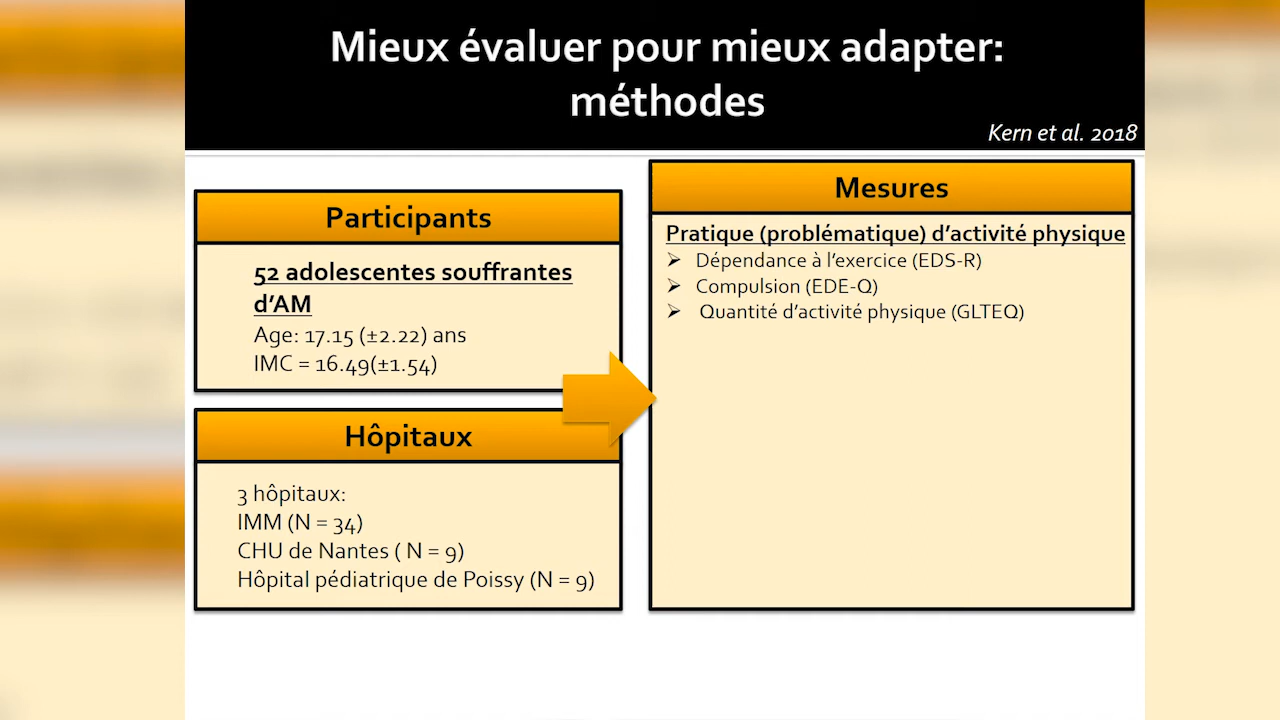 Mieux évaluer pour mieux adapter:
méthodes
Kern et al. 2018
Participants
52 adolescentes souffrantes
d'AM
Age: 17.15 (±2.22) ans
IMC = 16.49(±1.54)
Hôpitaux
3 hôpitaux:
IMM (N = 34)
CHU de Nantes ( N = 9)
Hôpital pédiatrique de Poissy (N = 9)
Mesures
Pratique (problématique) d'activité physique
➢ Dépendance à l'exercice (EDS-R)
➢ Compulsion (EDE-Q)
➢ Quantité d'activité physique (GLTEQ)